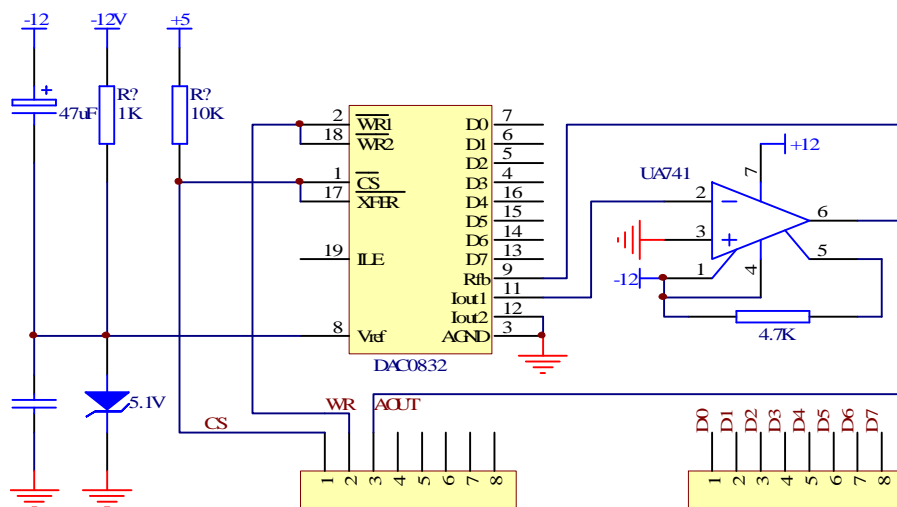 -12
-12V
+5
47uF
+
R?
1K
R?
10K
2 WR1
18 WR2
1 CS
17 XFER
19 ILE
8 Vref
D0 7
D1 6
D2 5
D3 4
D4 16
D5 15
D6 14
D7 13
Rfb 9
Iout1 11
Iout2 12
AGND 3
DAC0832
UA741
+12
7
2
3
6
5
1
4
-12
4.7K
5.1V
CS
WR
AOUT
1 2 3 4 5 6 7 8
D0 D1 D2 D3 D4 D5 D6 D7
1 2 3 4 5 6 7 8